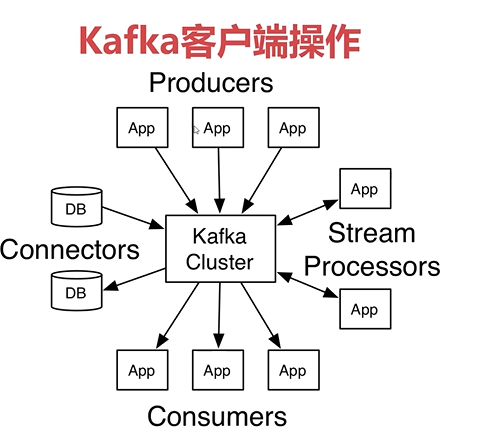 Kafka客户端操作
Producers
App App App
DB
App
Connectors
Kafka
Cluster
Stream
Processors
DB
App
App App App
Consumers